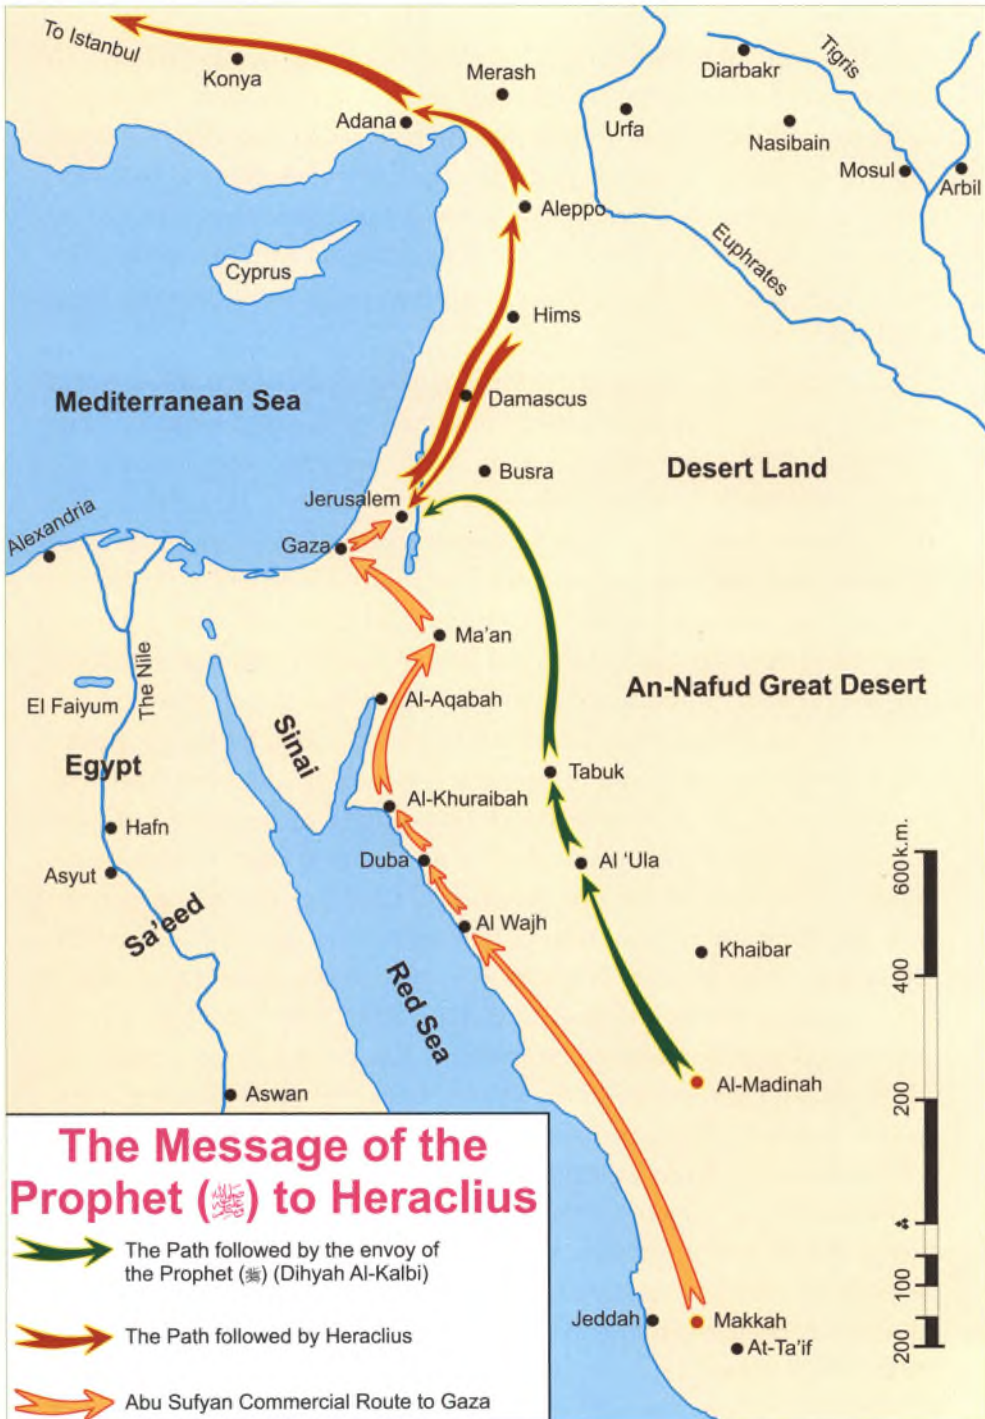 To Istanbul
Konya
Merash
Diarbakr
Tigris
Adana
Urfa
Nasibain
Mosul
Arbil
Aleppo
Cyprus
Euphrates
Hims
Mediterranean Sea
Damascus
Busra
Desert Land
Jerusalem
Alexandria
Gaza
Ma'an
The Nile
El Faiyum
Al-Aqabah
An-Nafud Great Desert
Sinai
Egypt
Tabuk
Al-Khuraibah
Hafn
Duba
Al 'Ula
Asyut
Sa'eed
Al Wajh
Khaibar
Red Sea
Al-Madinah
Aswan
600 k.m.
400
200
100
200
Jeddah
Makkah
At-Ta'if
The Message of the
Prophet (ﷺ) to Heraclius
The Path followed by the envoy of
the Prophet (ﷺ) (Dihyah Al-Kalbi)
The Path followed by Heraclius
Abu Sufyan Commercial Route to Gaza